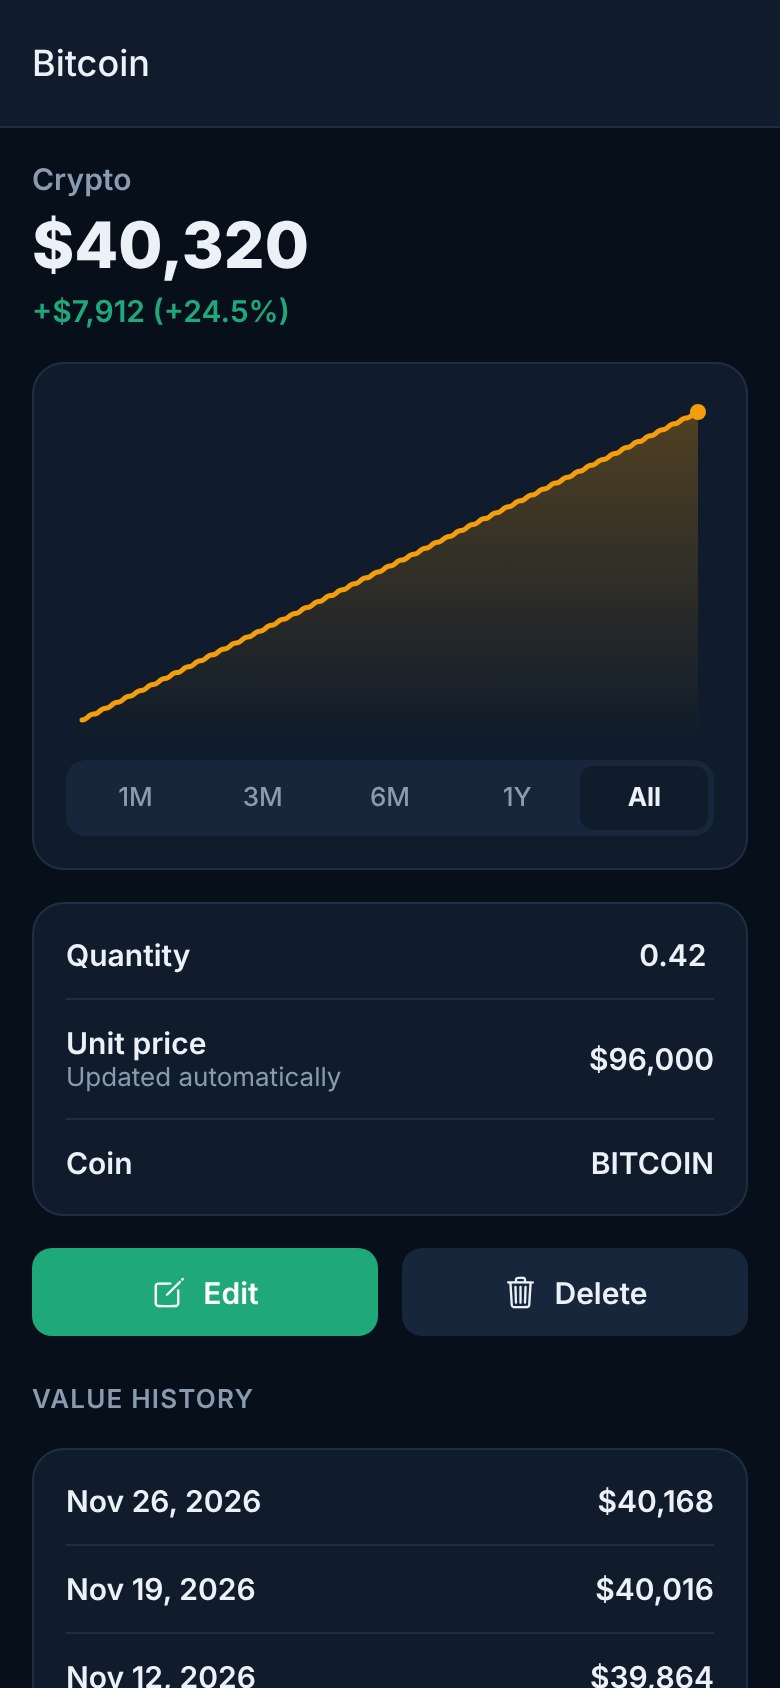 Bitcoin
Crypto
$40,320
+$7,912 (+24.5%)
1M 3M 6M 1Y All
Quantity 0.42
Unit price
Updated automatically $96,000
Coin BITCOIN
Edit Delete
VALUE HISTORY
Nov 26, 2026 $40,168
Nov 19, 2026 $40,016
Nov 12, 2026 $39,864